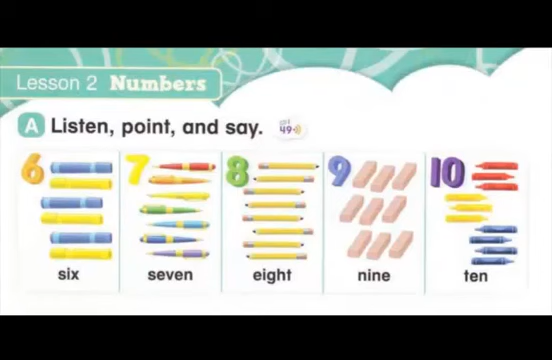 Lesson 2 Numbers
A Listen, point, and say.
49
6 7 8 9 10
six seven eight nine ten